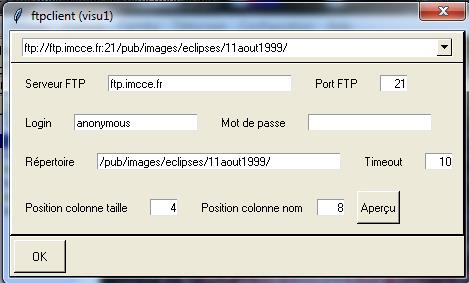 ftpclient (visu1)
ftp://ftp.imcce.fr:21/pub/images/eclipses/11aout1999/
Serveur FTP ftp.imcce.fr Port FTP 21
Login anonymous Mot de passe
Répertoire /pub/images/eclipses/11aout1999/ Timeout 10
Position colonne taille 4 Position colonne nom 8 Aperçu
OK